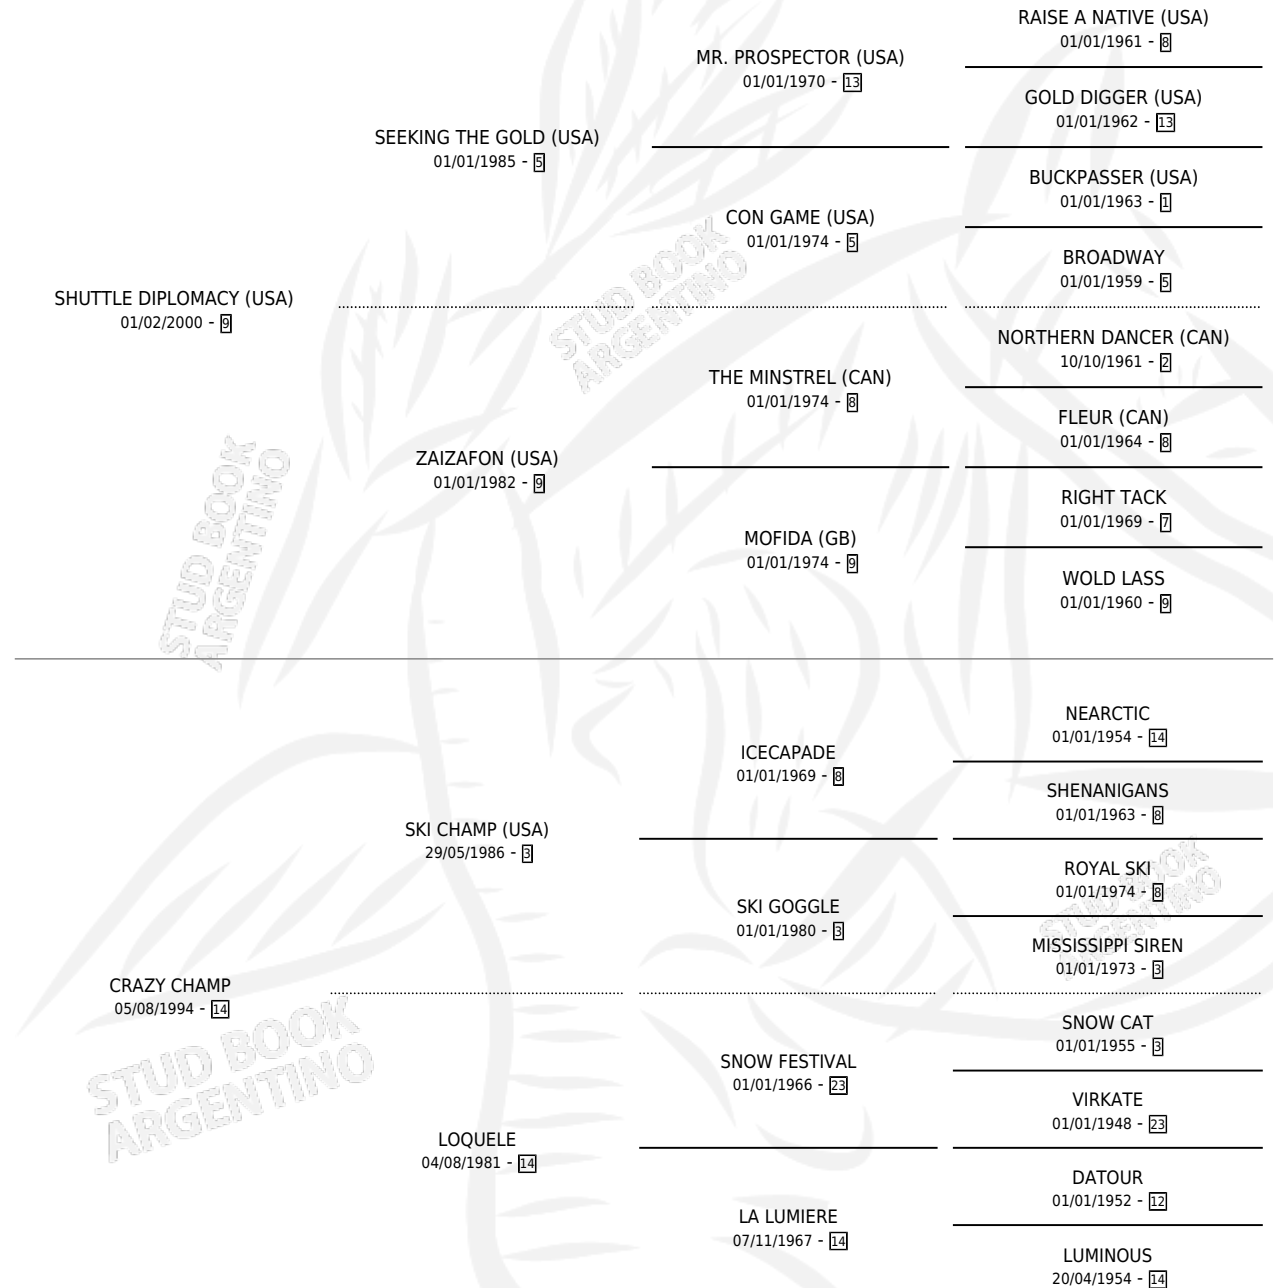 RAISE A NATIVE (USA)
01/01/1961 - 8
MR. PROSPECTOR (USA)
01/01/1970 - 13
GOLD DIGGER (USA)
01/01/1962 - 13
SEEKING THE GOLD (USA)
01/01/1985 - 5
BUCKPASSER (USA)
01/01/1963 - 1
CON GAME (USA)
01/01/1974 - 5
BROADWAY
01/01/1959 - 5
SHUTTLE DIPLOMACY (USA)
01/02/2000 - 9
STUD BOOK
ARGENTINO
NORTHERN DANCER (CAN)
10/10/1961 - 2
THE MINSTREL (CAN)
01/01/1974 - 8
FLEUR (CAN)
01/01/1964 - 8
ZAIZAFON (USA)
01/01/1982 - 9
RIGHT TACK
01/01/1969 - 7
MOFIDA (GB)
01/01/1974 - 9
WOLD LASS
01/01/1960 - 9
STUD BOOK
ARGENTINO
NEARCTIC
01/01/1954 - 14
ICECAPADE
01/01/1969 - 8
SHENANIGANS
01/01/1963 - 8
SKI CHAMP (USA)
29/05/1986 - 3
ROYAL SKI
01/01/1974 - 8
SKI GOGGLE
01/01/1980 - 3
MISSISSIPPI SIREN
01/01/1973 - 3
STUD BOOK
ARGENTINO
CRAZY CHAMP
05/08/1994 - 14
SNOW CAT
01/01/1955 - 3
SNOW FESTIVAL
01/01/1966 - 23
VIRKATE
01/01/1948 - 23
STUD BOOK
ARGENTINO
LOQUELE
04/08/1981 - 14
DATOUR
01/01/1952 - 12
LA LUMIERE
07/11/1967 - 14
LUMINOUS
20/04/1954 - 14